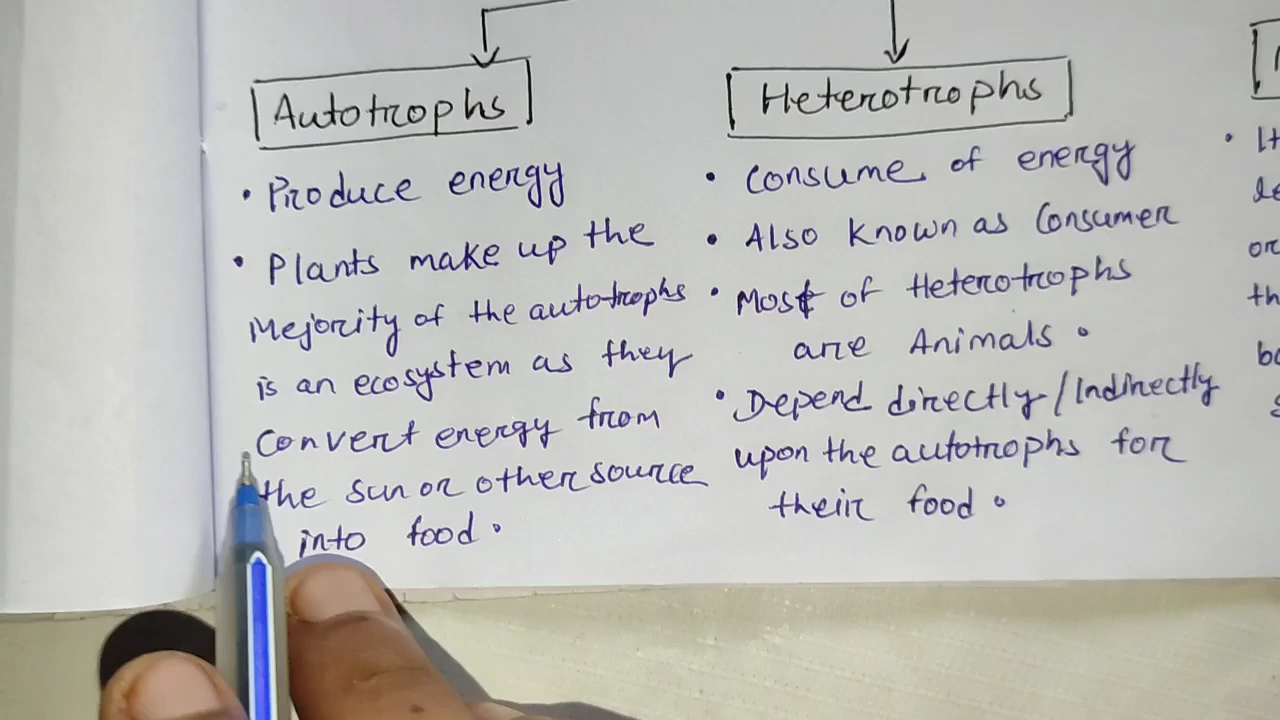 Autotrophs
• Produce energy
• Plants make up the
Mejority of the autotrophs
is an ecosystem as they
Convert energy from
the sun or other source
into food.
Heterotrophs
• Consume of energy
• Also known as Consumer
• Most of Heterotrophs
are Animals.
• Depend directly/Indirectly
upon the autotrophs for
their food.
• It
or